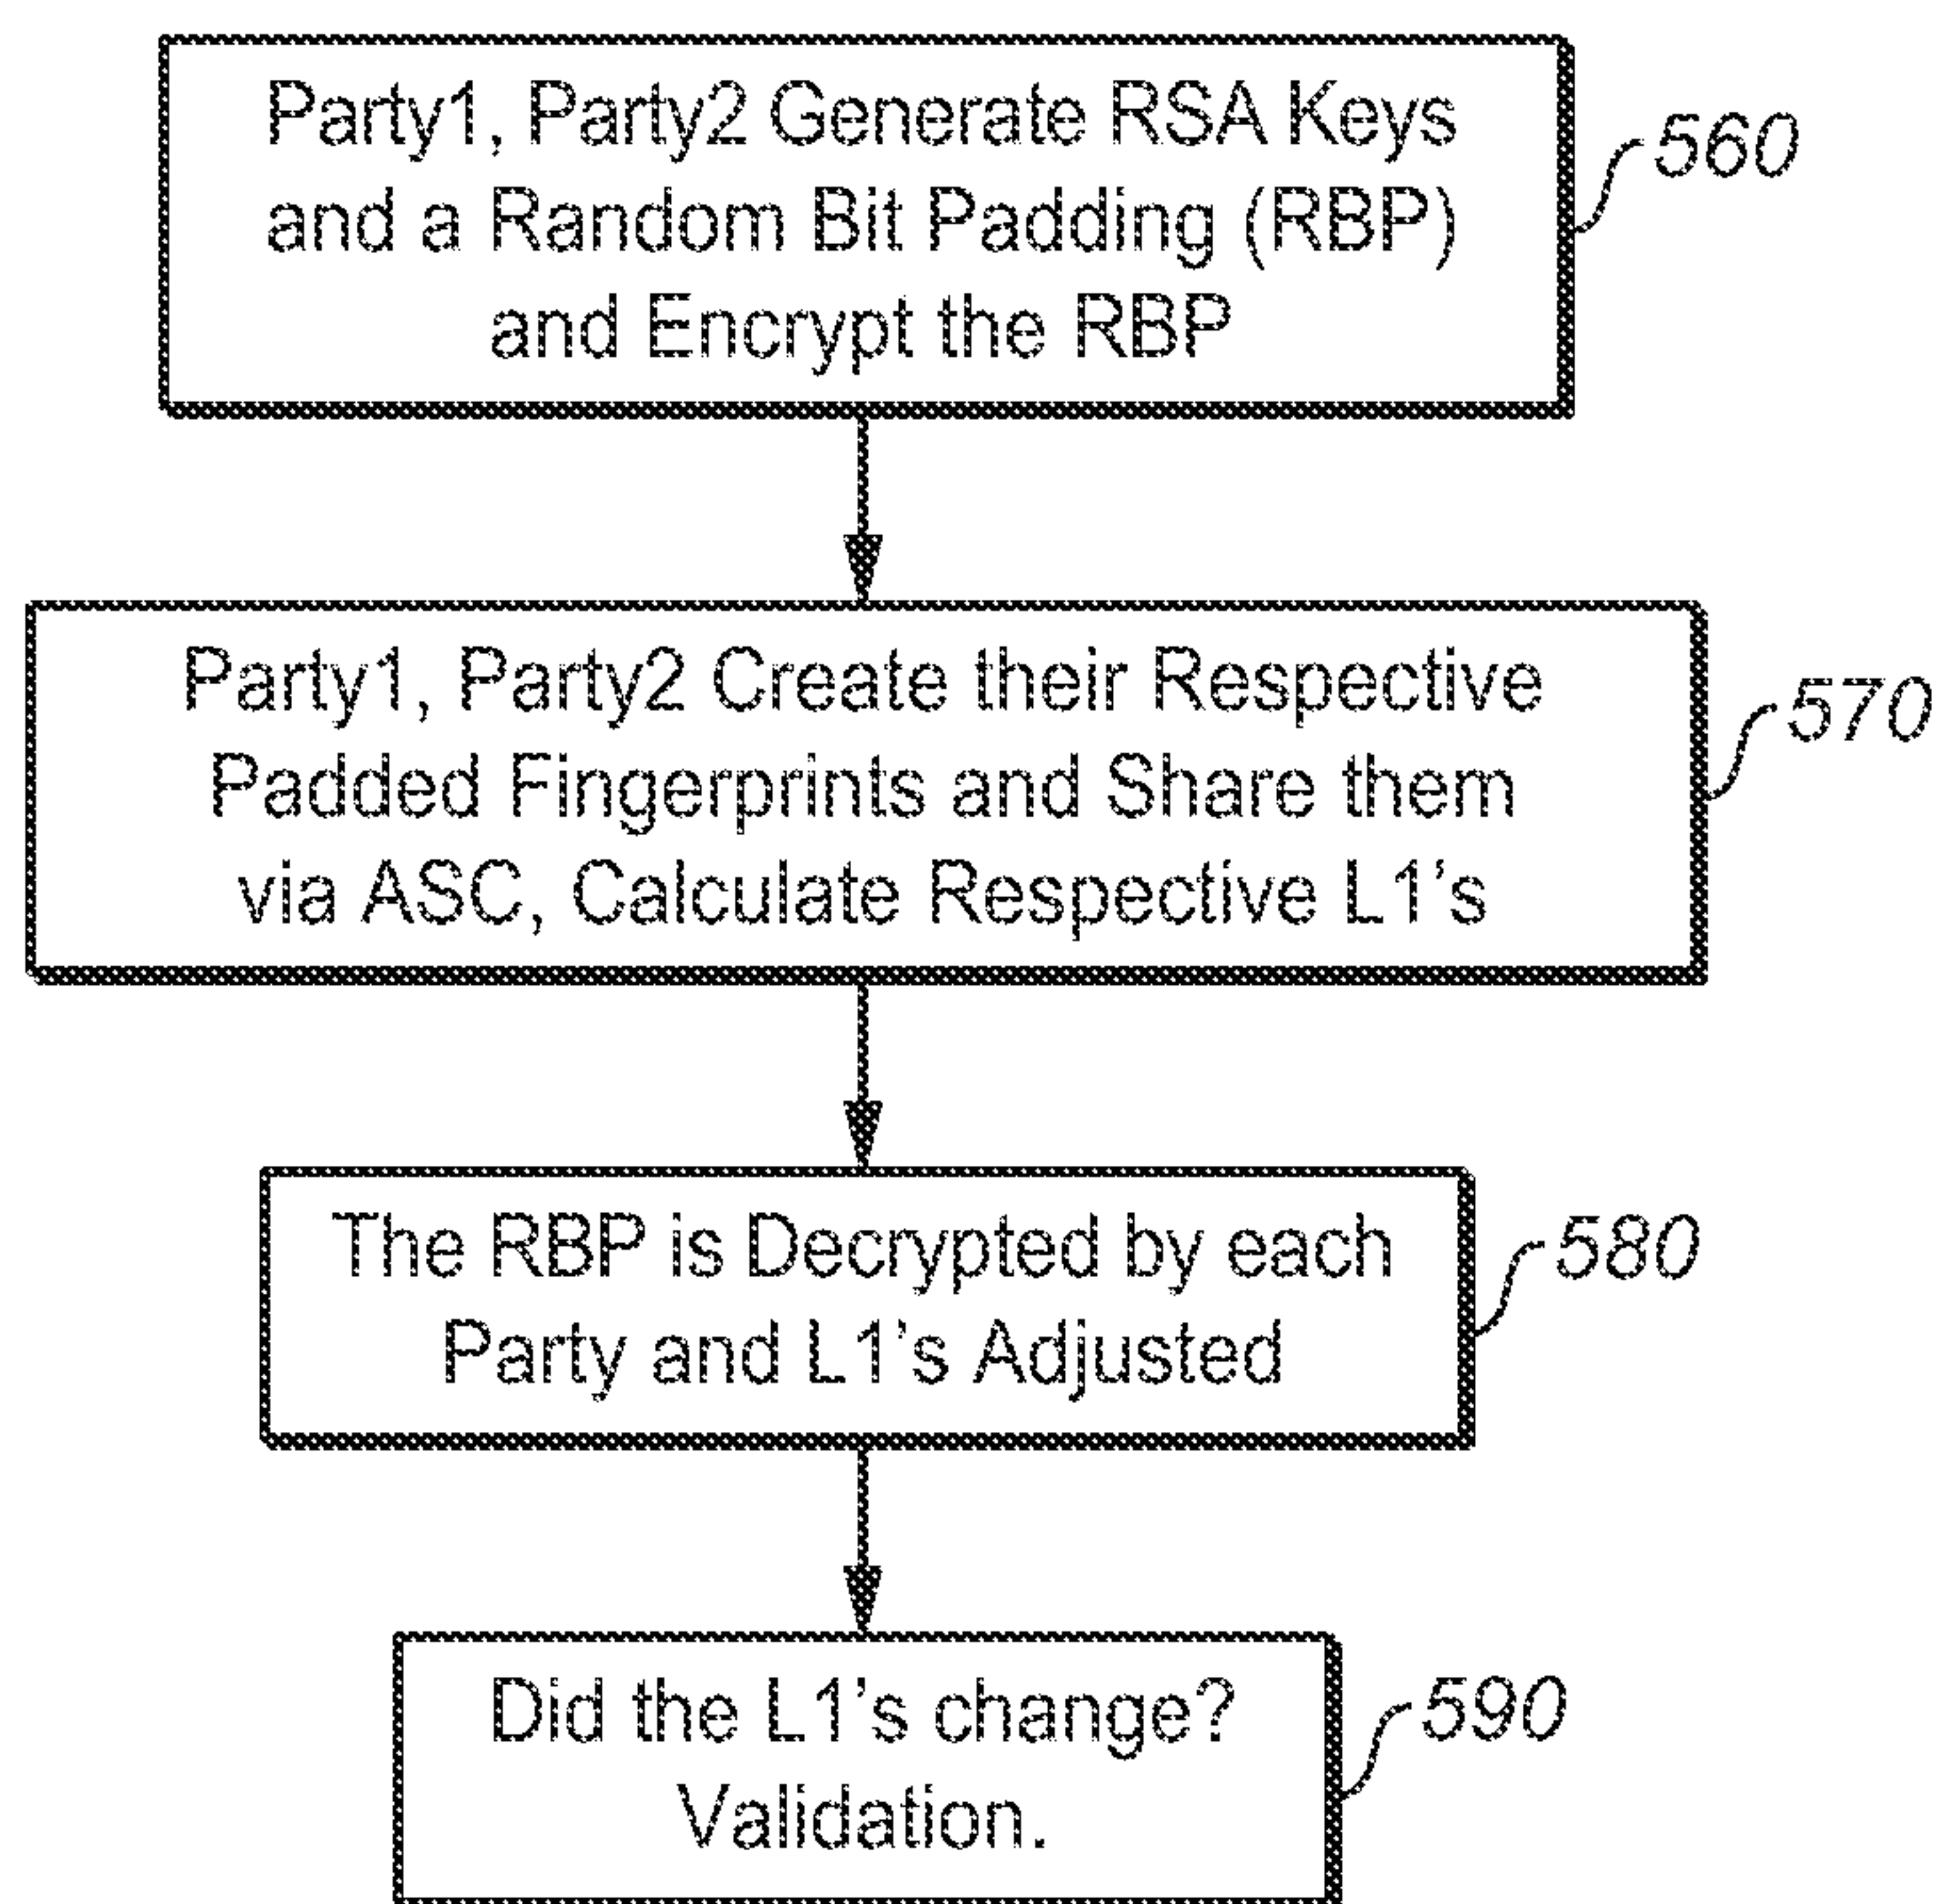 Party1, Party2 Generate RSA Keys
and a Random Bit Padding (RBP)
and Encrypt the RBP
560
Party1, Party2 Create their Respective
Padded Fingerprints and Share them
via ASC, Calculate Respective L1's
570
The RBP is Decrypted by each
Party and L1's Adjusted
580
Did the L1's change?
Validation.
590